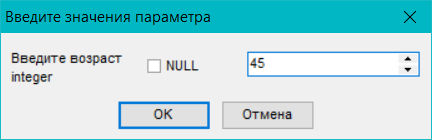 Введите значения параметра
Введите возраст
integer
NULL
45
OK
Отмена